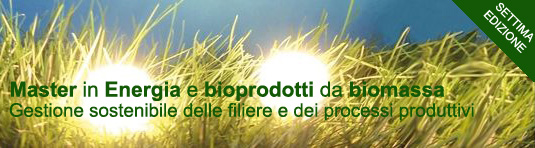 Master in Energia e bioprodotti da biomassa
Gestione sostenibile delle filiere e dei processi produttivi
SETTIMA
EDIZIONE